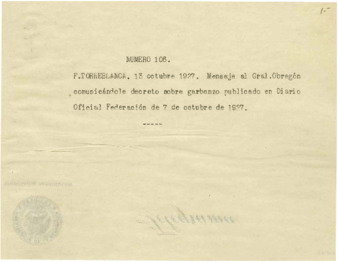 15
NUMERO 105.
F.TORREBLANCA. 13 octubre 1927. Mensaje al Gral.Obregón
comunicándole decreto sobre garbanzo publicado en Diario
Oficial Federación de 7 de octubre de 1927.
-----